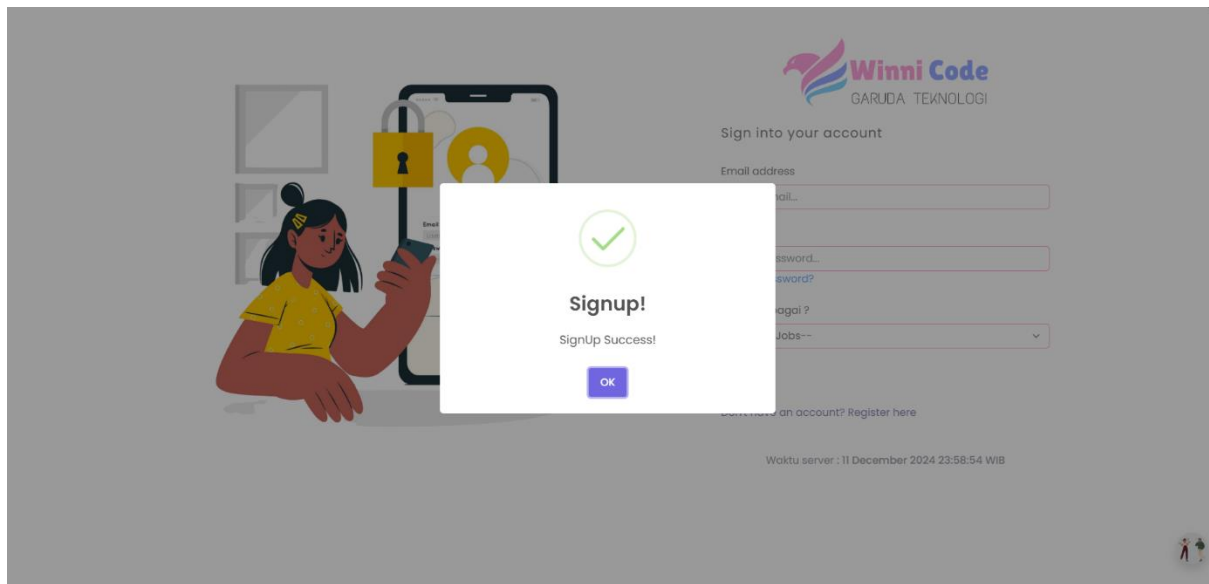 Winni Code
GARUDA TEKNOLOGI
Sign into your account
Email address
Email
Signup!
SignUp Success!
OK
Jobs--
an account? Register here
Waktu server : 11 December 2024 23:58:54 WIB